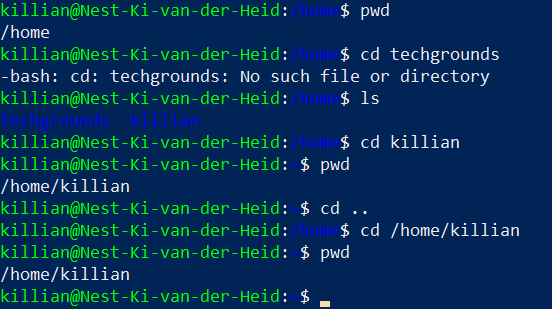 killian@Nest-Ki-van-der-Heid:/home$ pwd
/home
killian@Nest-Ki-van-der-Heid:/home$ cd techgrounds
-bash: cd: techgrounds: No such file or directory
killian@Nest-Ki-van-der-Heid:/home$ ls
Techgrounds  killian
killian@Nest-Ki-van-der-Heid:/home$ cd killian
killian@Nest-Ki-van-der-Heid:~$ pwd
/home/killian
killian@Nest-Ki-van-der-Heid:~$ cd ..
killian@Nest-Ki-van-der-Heid:/home$ cd /home/killian
killian@Nest-Ki-van-der-Heid:~$ pwd
/home/killian
killian@Nest-Ki-van-der-Heid:~$